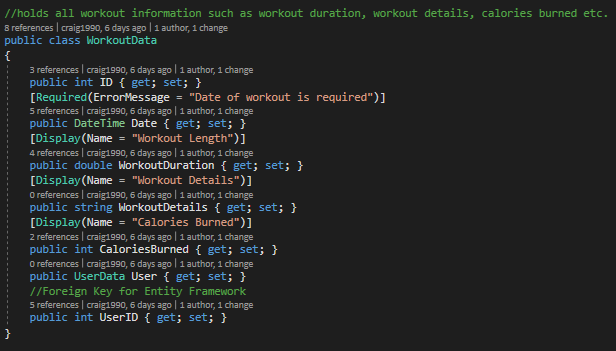 //holds all workout information such as workout duration, workout details, calories burned etc.
8 references | craig1990, 6 days ago | 1 author, 1 change
public class WorkoutData
{
3 references | craig1990, 6 days ago | 1 author, 1 change
public int ID { get; set; }
[Required(ErrorMessage = "Date of workout is required")]
5 references | craig1990, 6 days ago | 1 author, 1 change
public DateTime Date { get; set; }
[Display(Name = "Workout Length")]
4 references | craig1990, 6 days ago | 1 author, 1 change
public double WorkoutDuration { get; set; }
[Display(Name = "Workout Details")]
0 references | craig1990, 6 days ago | 1 author, 1 change
public string WorkoutDetails { get; set; }
[Display(Name = "Calories Burned")]
2 references | craig1990, 6 days ago | 1 author, 1 change
public int CaloriesBurned { get; set; }
0 references | craig1990, 6 days ago | 1 author, 1 change
public UserData User { get; set; }
//Foreign Key for Entity Framework
5 references | craig1990, 6 days ago | 1 author, 1 change
public int UserID { get; set; }
}